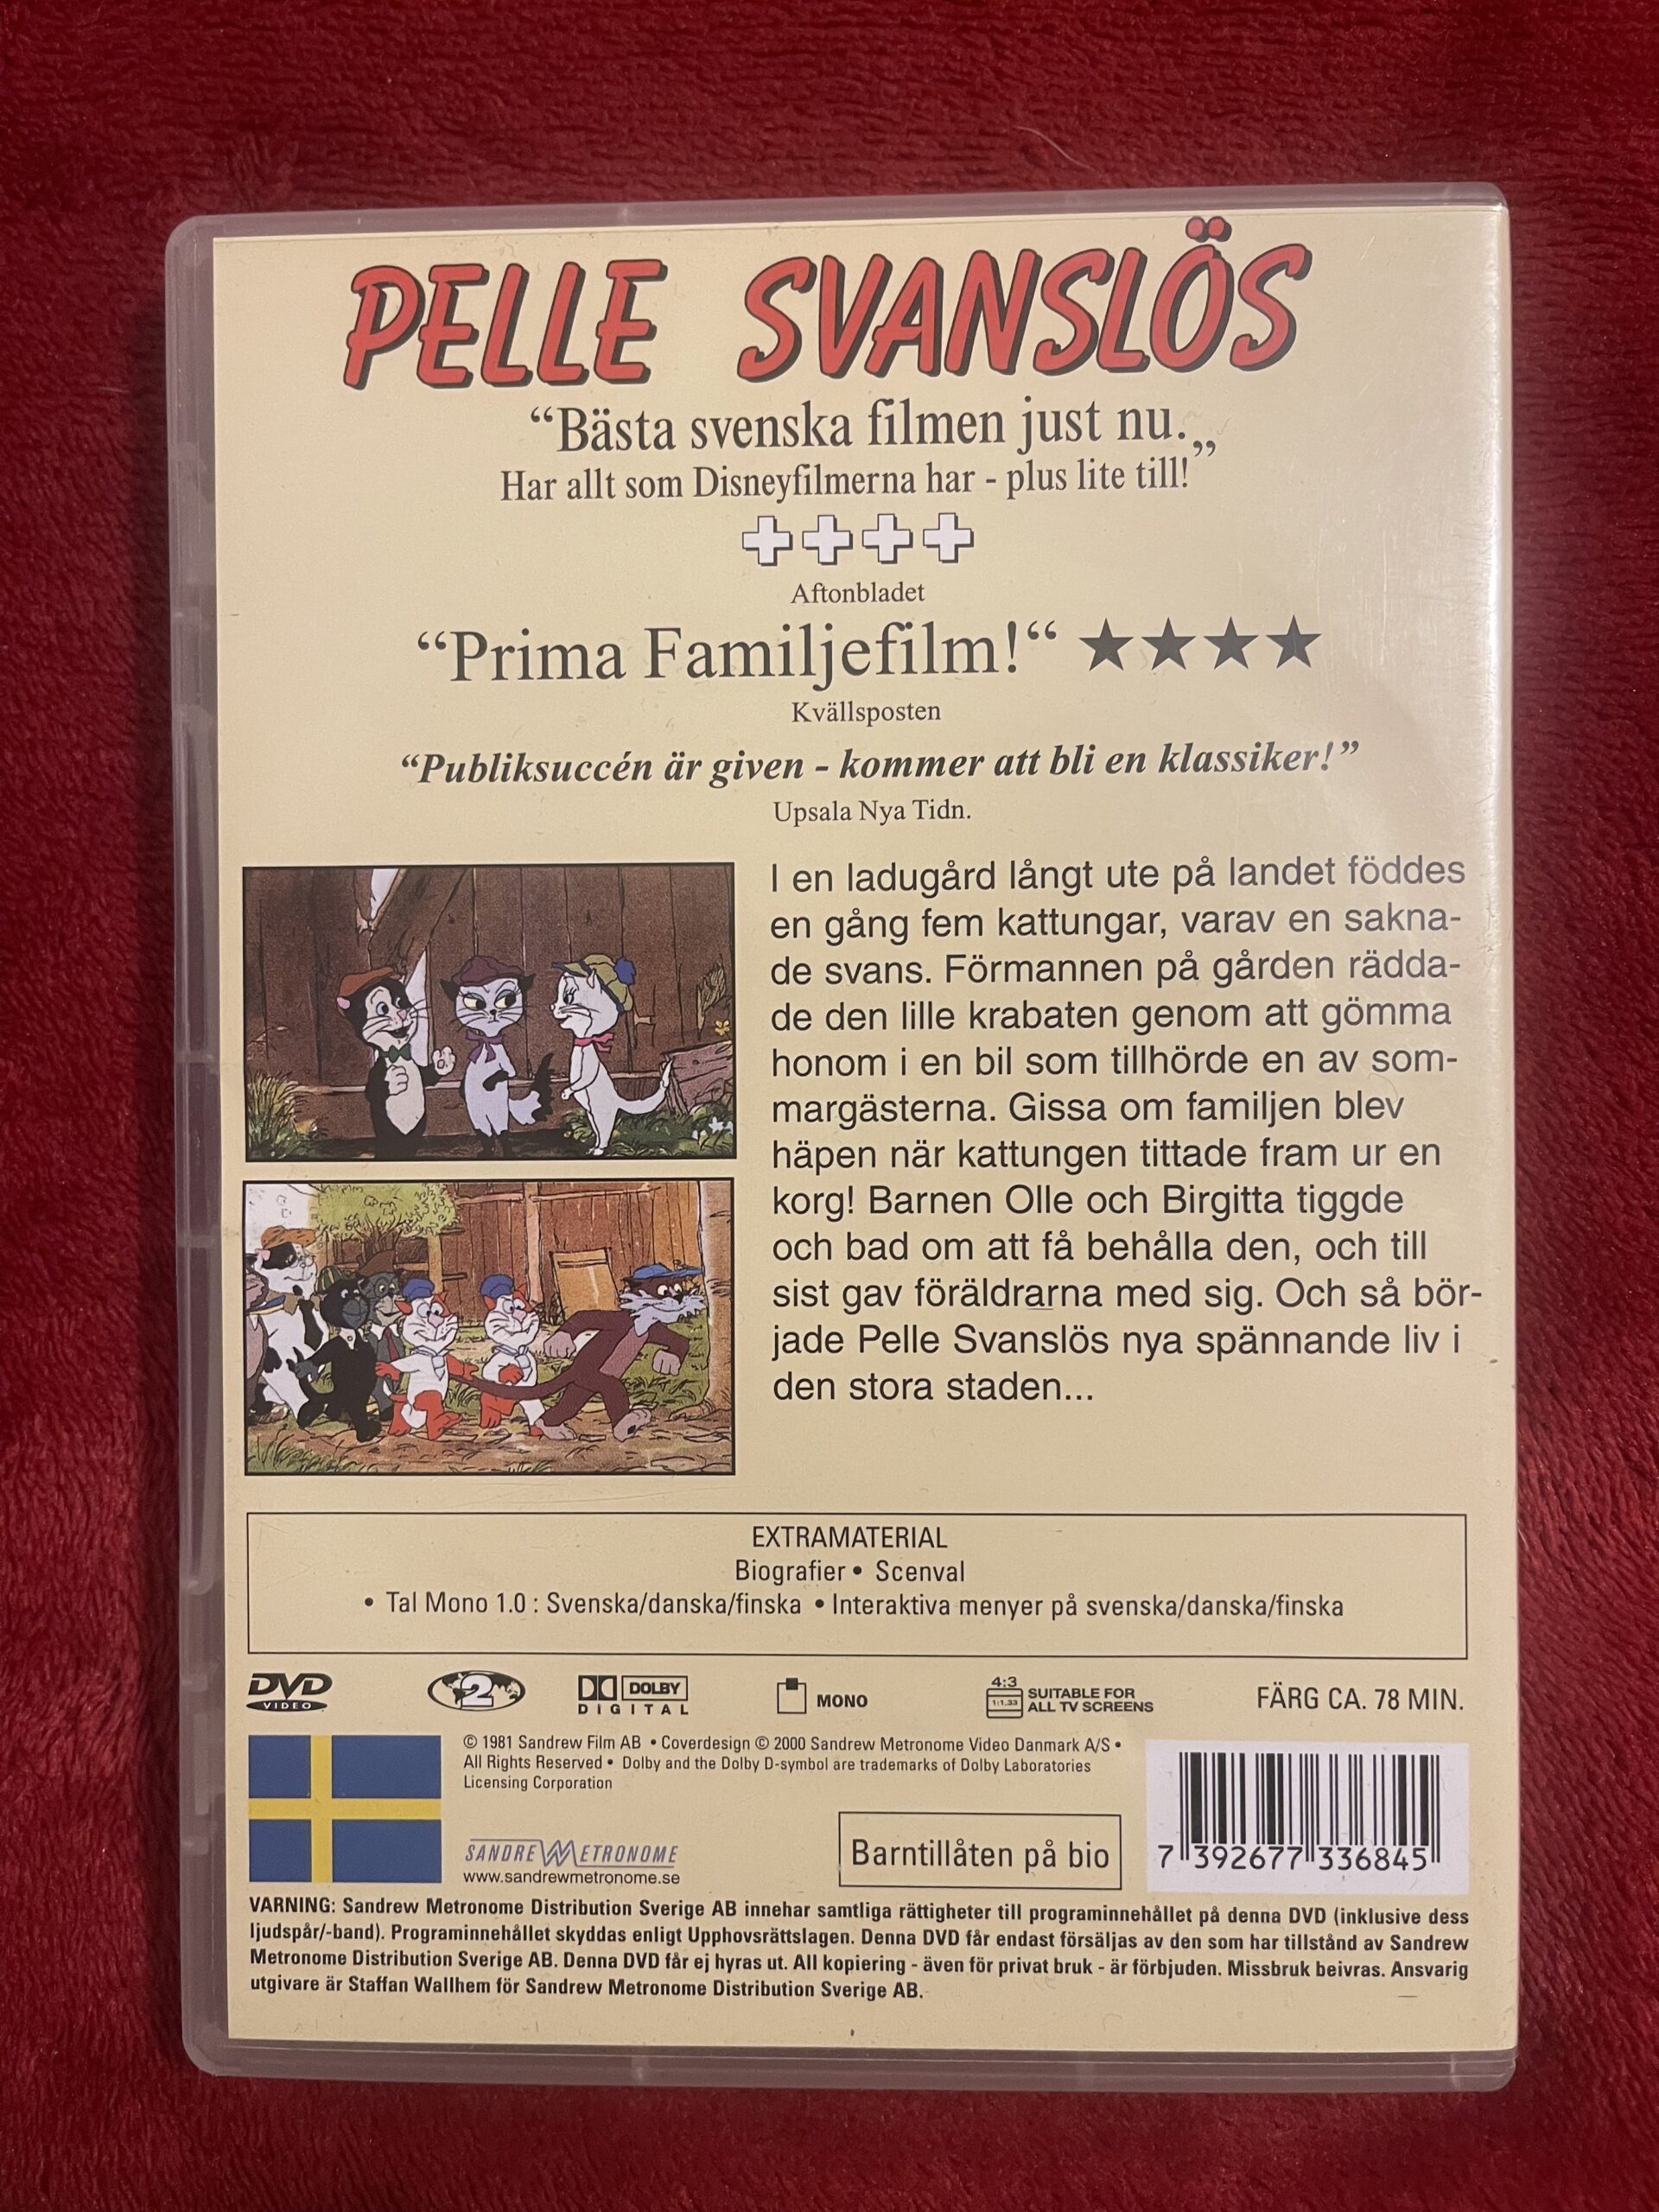 PELLE SVANSLÖS
“Bästa svenska filmen just nu.
Har allt som Disneyfilmerna har - plus lite till!”
Aftonbladet
“Prima Familjefilm!“ ★★★★
Kvällsposten
“Publiksuccén är given - kommer att bli en klassiker!”
Upsala Nya Tidn.
I en ladugård långt ute på landet föddes
en gång fem kattungar, varav en sakna-
de svans. Förmannen på gården rädda-
de den lille krabaten genom att gömma
honom i en bil som tillhörde en av som-
margästerna. Gissa om familjen blev
häpen när kattungen tittade fram ur en
korg! Barnen Olle och Birgitta tiggde
och bad om att få behålla den, och till
sist gav föräldrarna med sig. Och så bör-
jade Pelle Svanslös nya spännande liv i
den stora staden...
EXTRAMATERIAL
Biografier • Scenval
• Tal Mono 1.0 : Svenska/danska/finska • Interaktiva menyer på svenska/danska/finska
DVD
VIDEO
2
DOLBY
DIGITAL
MONO
4:3
1:1.33
SUITABLE FOR
ALL TV SCREENS
FÄRG CA. 78 MIN.
© 1981 Sandrew Film AB • Coverdesign © 2000 Sandrew Metronome Video Danmark A/S •
All Rights Reserved • Dolby and the Dolby D-symbol are trademarks of Dolby Laboratories
Licensing Corporation
SANDREW METRONOME
www.sandrewmetronome.se
Barntillåten på bio
7 392677 336845
VARNING: Sandrew Metronome Distribution Sverige AB innehar samtliga rättigheter till programinnehållet på denna DVD (inklusive dess
ljudspår/-band). Programinnehållet skyddas enligt Upphovsrättslagen. Denna DVD får endast försäljas av den som har tillstånd av Sandrew
Metronome Distribution Sverige AB. Denna DVD får ej hyras ut. All kopiering - även för privat bruk - är förbjuden. Missbruk beivras. Ansvarig
utgivare är Staffan Wallhem för Sandrew Metronome Distribution Sverige AB.